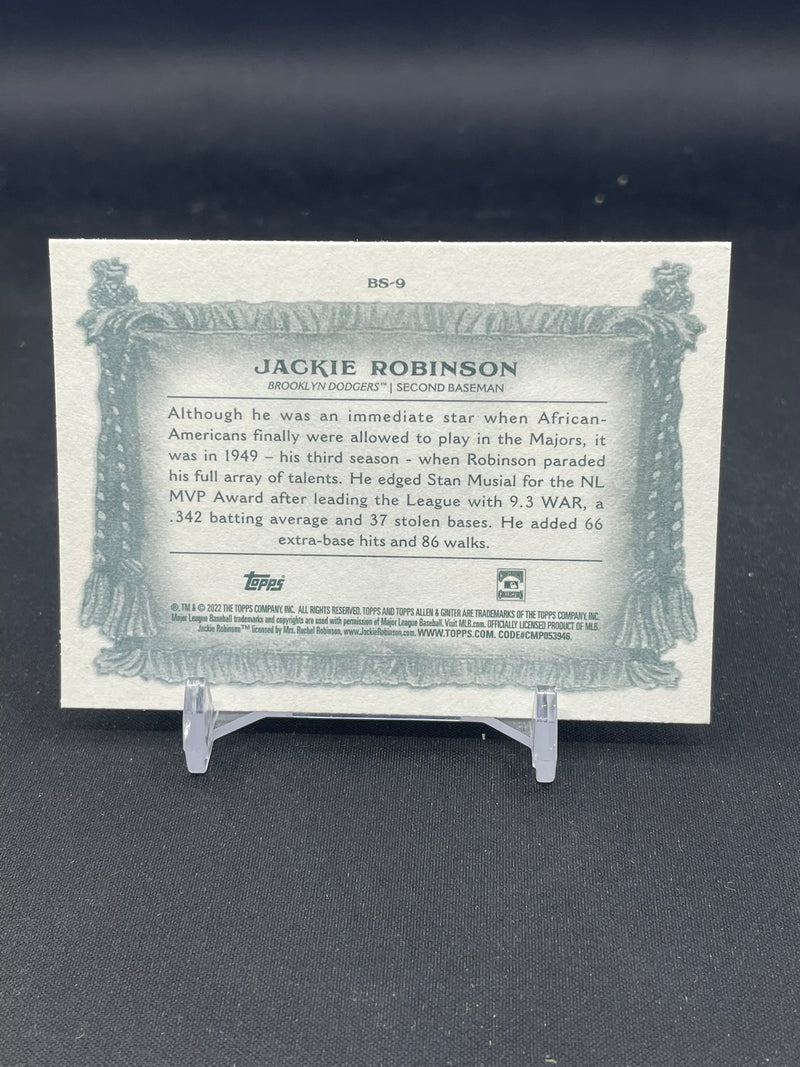 BS-9
JACKIE ROBINSON
BROOKLYN DODGERS™ | SECOND BASEMAN
Although he was an immediate star when African-
Americans finally were allowed to play in the Majors, it
was in 1949 – his third season - when Robinson paraded
his full array of talents. He edged Stan Musial for the NL
MVP Award after leading the League with 9.3 WAR, a
.342 batting average and 37 stolen bases. He added 66
extra-base hits and 86 walks.
topps
COOPERSTOWN COLLECTION
®, TM & © 2022 THE TOPPS COMPANY, INC. ALL RIGHTS RESERVED. TOPPS AND TOPPS ALLEN & GINTER ARE TRADEMARKS OF THE TOPPS COMPANY, INC.
Major League Baseball trademarks and copyrights are used with permission of Major League Baseball. Visit MLB.com. OFFICIALLY LICENSED PRODUCT OF MLB.
Jackie Robinson™ licensed by Mrs. Rachel Robinson, www.JackieRobinson.com. WWW.TOPPS.COM. CODE#CMP053946.